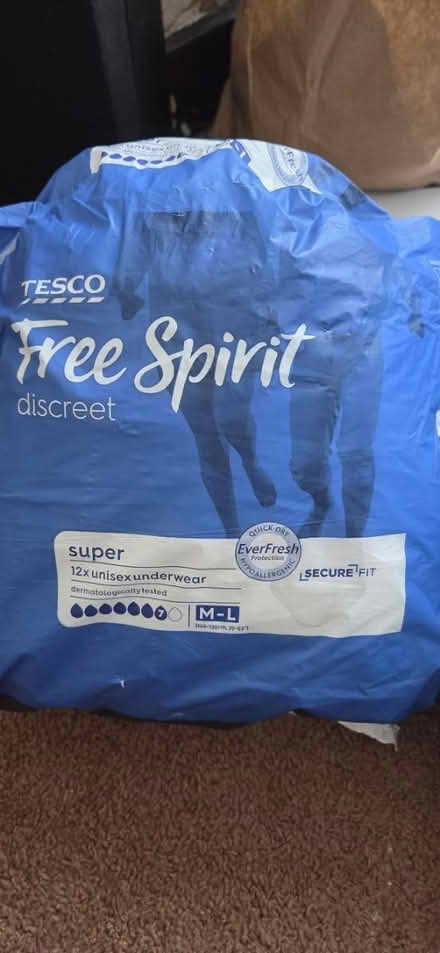 TESCO
Free Spirit
discreet
super
12x unisex underwear
dermatologically tested
7
M-L
QUICK DRY
EverFresh
Protection
HYPOALLERGENIC
SECURE FIT